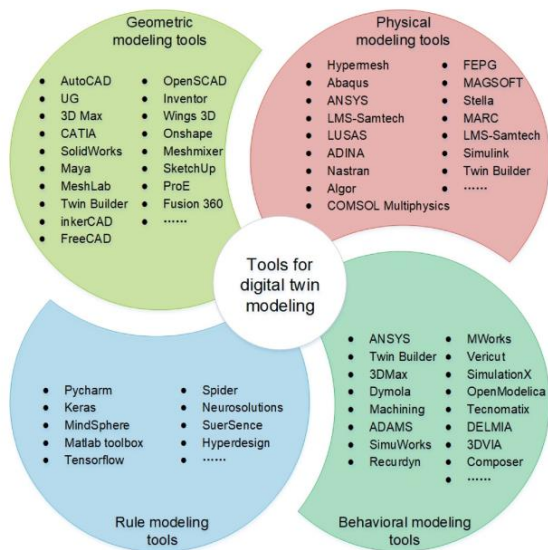 Geometric
modeling tools
AutoCAD
UG
3D Max
CATIA
SolidWorks
Maya
MeshLab
Twin Builder
inkerCAD
FreeCAD
OpenSCAD
Inventor
Wings 3D
Onshape
Meshmixer
SketchUp
ProE
Fusion 360
······
Physical
modeling tools
Hypermesh
Abaqus
ANSYS
LMS-Samtech
LUSAS
ADINA
Nastran
Algor
COMSOL Multiphysics
FEPG
MAGSOFT
Stella
MARC
LMS-Samtech
Simulink
Twin Builder
······
Tools for
digital twin
modeling
Pycharm
Keras
MindSphere
Matlab toolbox
Tensorflow
Spider
Neurosolutions
SuerSence
Hyperdesign
······
Rule modeling
tools
ANSYS
Twin Builder
3DMax
Dymola
Machining
ADAMS
SimuWorks
Recurdyn
MWorks
Vericut
SimulationX
OpenModelica
Tecnomatix
DELMIA
3DVIA
Composer
······
Behavioral modeling
tools